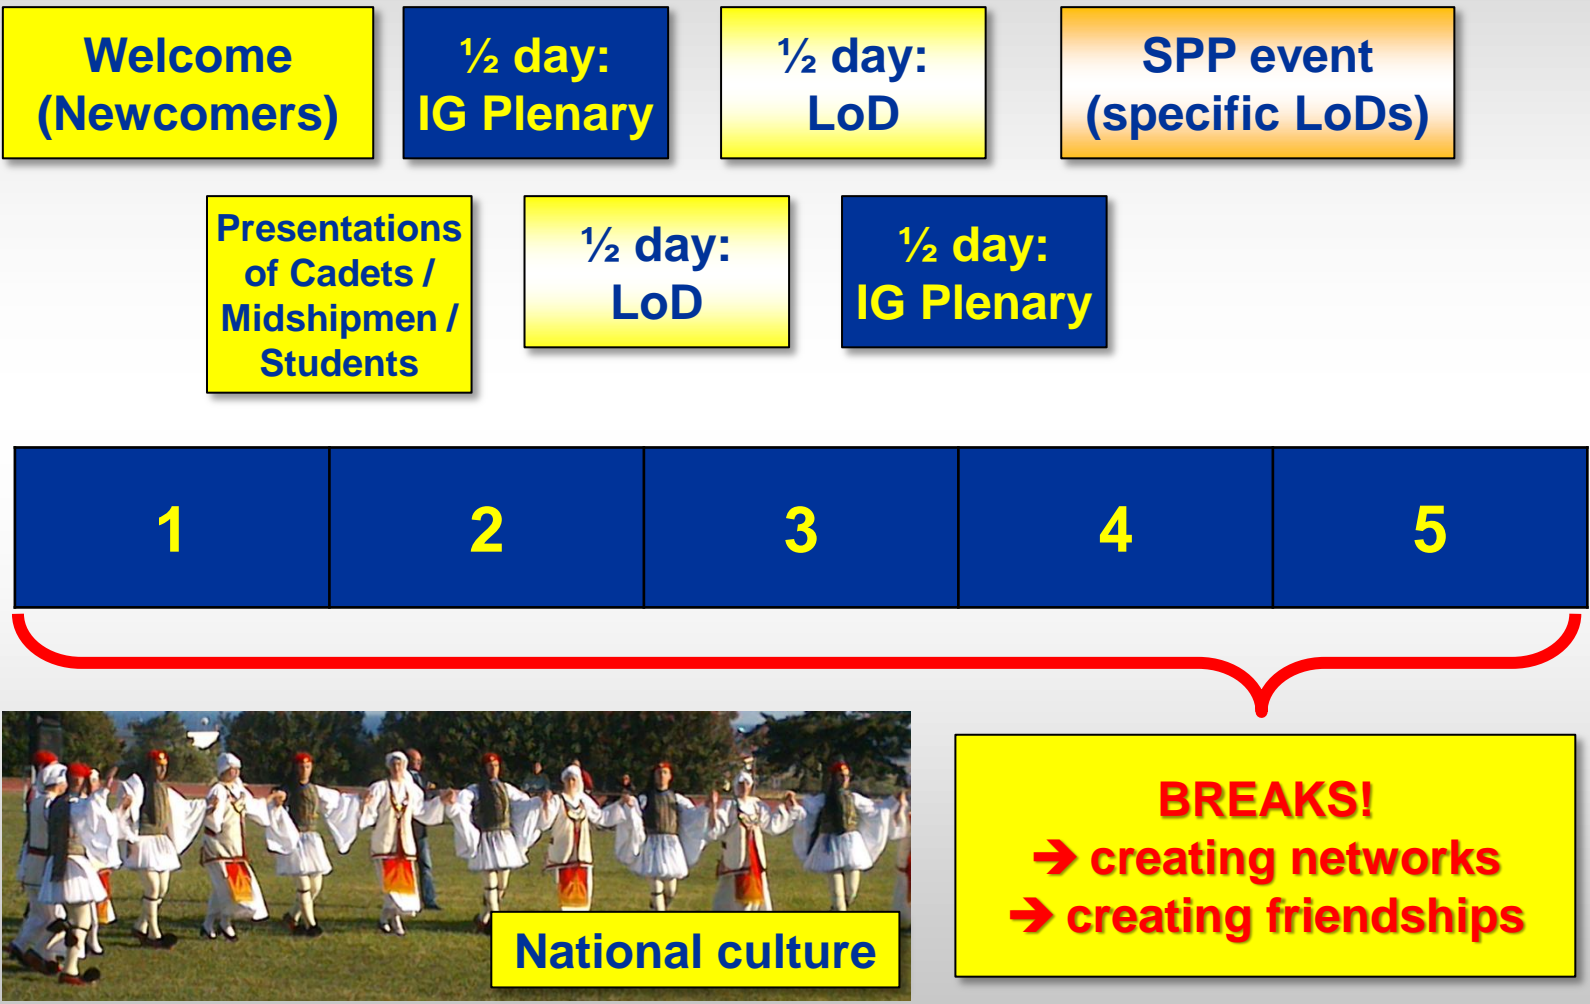 Welcome
(Newcomers)
½ day:
IG Plenary
½ day:
LoD
SPP event
(specific LoDs)
Presentations
of Cadets /
Midshipmen /
Students
½ day:
LoD
½ day:
IG Plenary
1
2
3
4
5
National culture
BREAKS!
➔ creating networks
➔ creating friendships